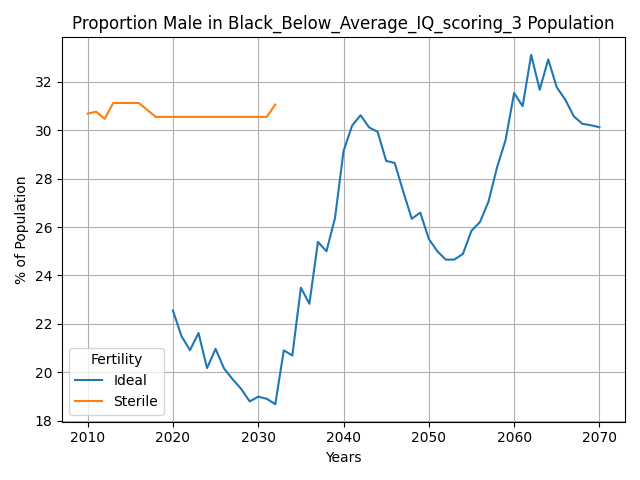 Proportion Male in Black_Below_Average_IQ_scoring_3 Population
% of Population
32
30
28
26
24
22
20
18
Fertility
Ideal
Sterile
2010
2020
2030
2040
2050
2060
2070
Years